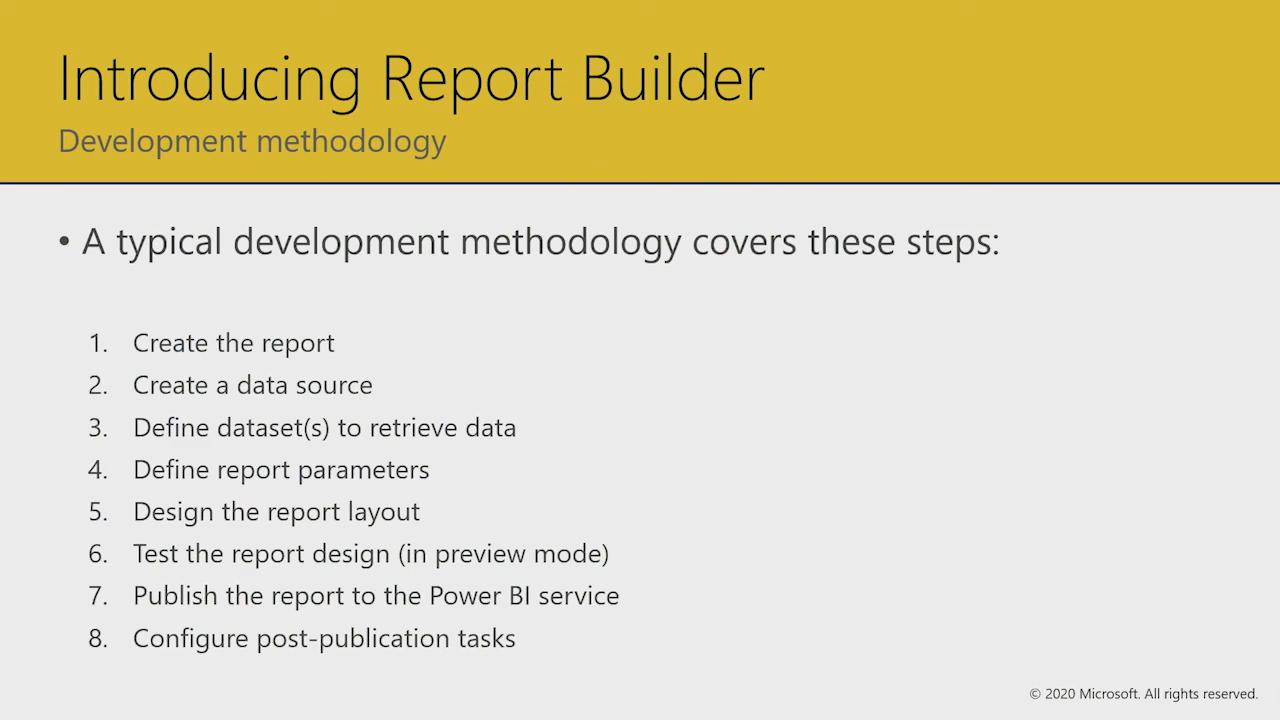 Introducing Report Builder
Development methodology
• A typical development methodology covers these steps:
1. Create the report
2. Create a data source
3. Define dataset(s) to retrieve data
4. Define report parameters
5. Design the report layout
6. Test the report design (in preview mode)
7. Publish the report to the Power BI service
8. Configure post-publication tasks
© 2020 Microsoft. All rights reserved.